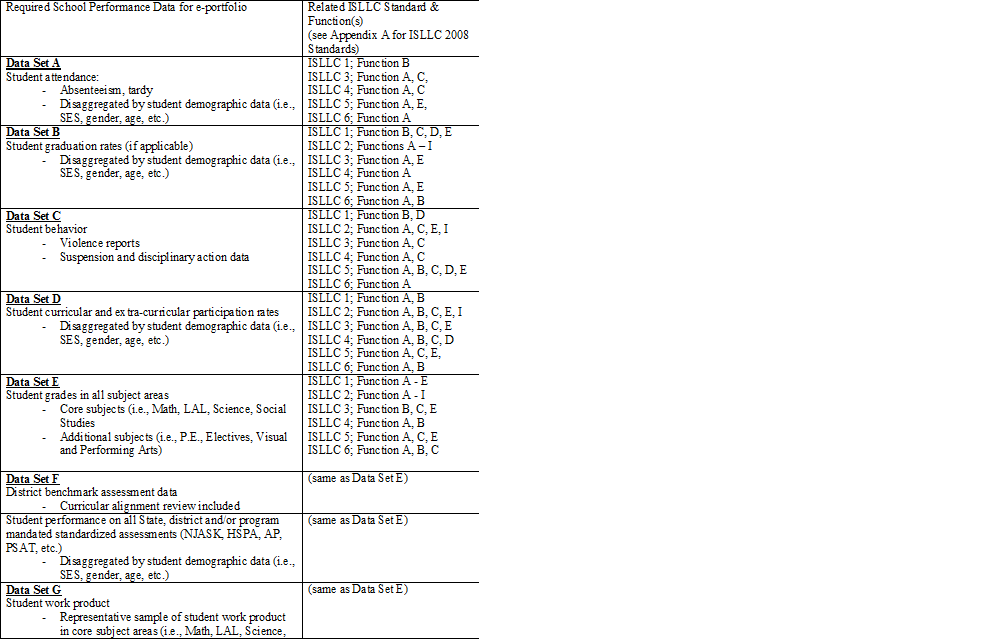 Required School Performance Data for e-portfolio
Related ISLLC Standard &
Function(s)
(see Appendix A for ISLLC 2008
Standards)
Data Set A
Student attendance:
- Absenteeism, tardy
- Disaggregated by student demographic data (i.e.,
SES, gender, age, etc.)
ISLLC 1; Function B
ISLLC 3; Function A, C,
ISLLC 4; Function A, C
ISLLC 5; Function A, E,
ISLLC 6; Function A
Data Set B
Student graduation rates (if applicable)
- Disaggregated by student demographic data (i.e.,
SES, gender, age, etc.)
ISLLC 1; Function B, C, D, E
ISLLC 2; Functions A – I
ISLLC 3; Function A, E
ISLLC 4; Function A
ISLLC 5; Function A, E
ISLLC 6; Function A, B
Data Set C
Student behavior
- Violence reports
- Suspension and disciplinary action data
ISLLC 1; Function B, D
ISLLC 2; Function A, C, E, I
ISLLC 3; Function A, C
ISLLC 4; Function A, C
ISLLC 5; Function A, B, C, D, E
ISLLC 6; Function A
Data Set D
Student curricular and extra-curricular participation rates
- Disaggregated by student demographic data (i.e.,
SES, gender, age, etc.)
ISLLC 1; Function A, B
ISLLC 2; Function A, B, C, E, I
ISLLC 3; Function A, B, C, E
ISLLC 4; Function A, B, C, D
ISLLC 5; Function A, C, E,
ISLLC 6; Function A, B
Data Set E
Student grades in all subject areas
- Core subjects (i.e., Math, LAL, Science, Social
Studies
- Additional subjects (i.e., P.E., Electives, Visual
and Performing Arts)
ISLLC 1; Function A - E
ISLLC 2; Function A - I
ISLLC 3; Function B, C, E
ISLLC 4; Function A, B
ISLLC 5; Function A, C, E
ISLLC 6; Function A, B, C
Data Set F
District benchmark assessment data
- Curricular alignment review included
(same as Data Set E)
Student performance on all State, district and/or program
mandated standardized assessments (NJASK, HSPA, AP,
PSAT, etc.)
- Disaggregated by student demographic data (i.e.,
SES, gender, age, etc.)
(same as Data Set E)
Data Set G
Student work product
- Representative sample of student work product
in core subject areas (i.e., Math, LAL, Science,
(same as Data Set E)